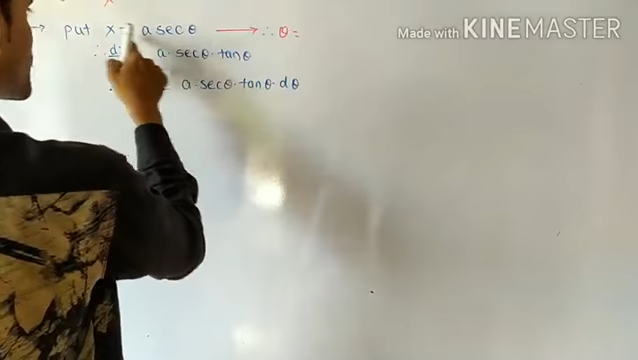 Made with KINEMASTER
→ put x = a secθ ⟶ ∴ θ =
∴ d a · secθ · tanθ
∴ = a · secθ · tanθ · dθ